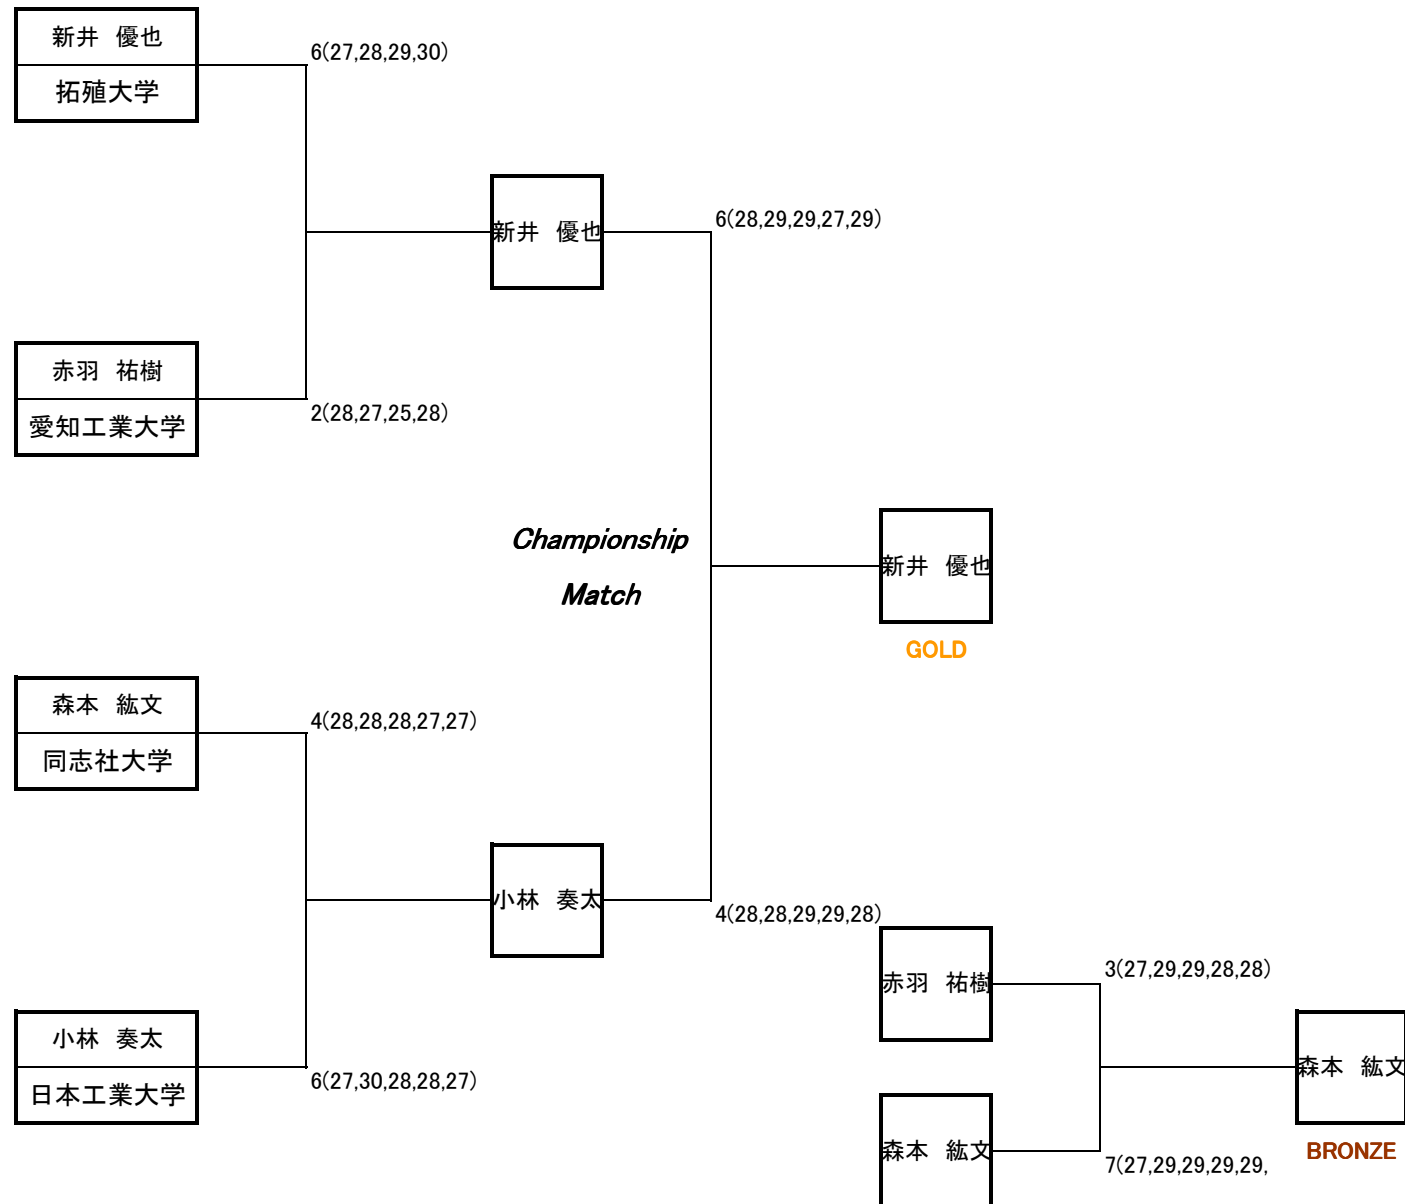 新井　優也
6(27,28,29,30)
拓殖大学
新井　優也
6(28,29,29,27,29)
赤羽　祐樹
2(28,27,25,28)
愛知工業大学
Championship
Match
新井　優也
GOLD
森本　紘文
4(28,28,28,27,27)
同志社大学
小林　奏太
4(28,28,29,29,28)
赤羽　祐樹
3(27,29,29,28,28)
小林　奏太
6(27,30,28,28,27)
日本工業大学
森本　紘文
BRONZE
森本　紘文
7(27,29,29,29,29,